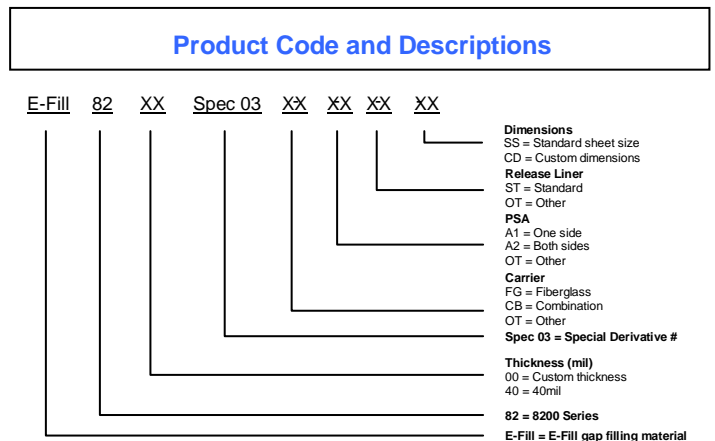 Product Code and Descriptions
E-Fill 82 XX Spec 03 XX XX XX XX
Dimensions
SS = Standard sheet size
CD = Custom dimensions
Release Liner
ST = Standard
OT = Other
PSA
A1 = One side
A2 = Both sides
OT = Other
Carrier
FG = Fiberglass
CB = Combination
OT = Other
Spec 03 = Special Derivative #
Thickness (mil)
00 = Custom thickness
40 = 40mil
82 = 8200 Series
E-Fill = E-Fill gap filling material